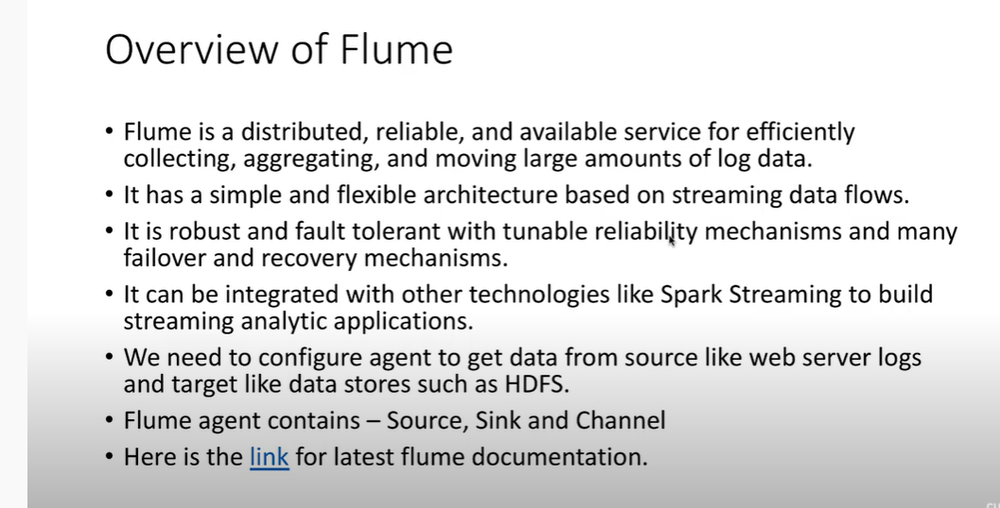 Overview of Flume
• Flume is a distributed, reliable, and available service for efficiently
collecting, aggregating, and moving large amounts of log data.
• It has a simple and flexible architecture based on streaming data flows.
• It is robust and fault tolerant with tunable reliability mechanisms and many
failover and recovery mechanisms.
• It can be integrated with other technologies like Spark Streaming to build
streaming analytic applications.
• We need to configure agent to get data from source like web server logs
and target like data stores such as HDFS.
• Flume agent contains – Source, Sink and Channel
• Here is the link for latest flume documentation.